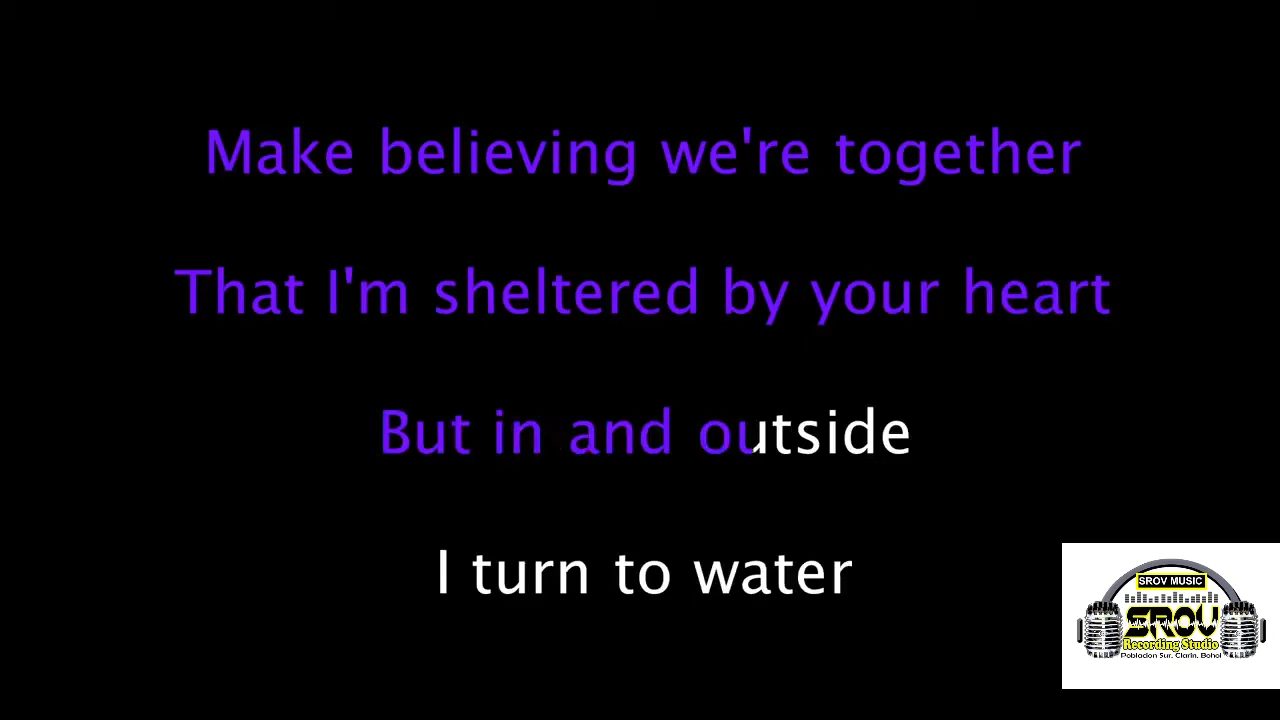 Make believing we're together
That I'm sheltered by your heart
But in and outside
I turn to water
SROV MUSIC
SROV
Recording Studio
Poblacion Sur, Clarin, Bohol